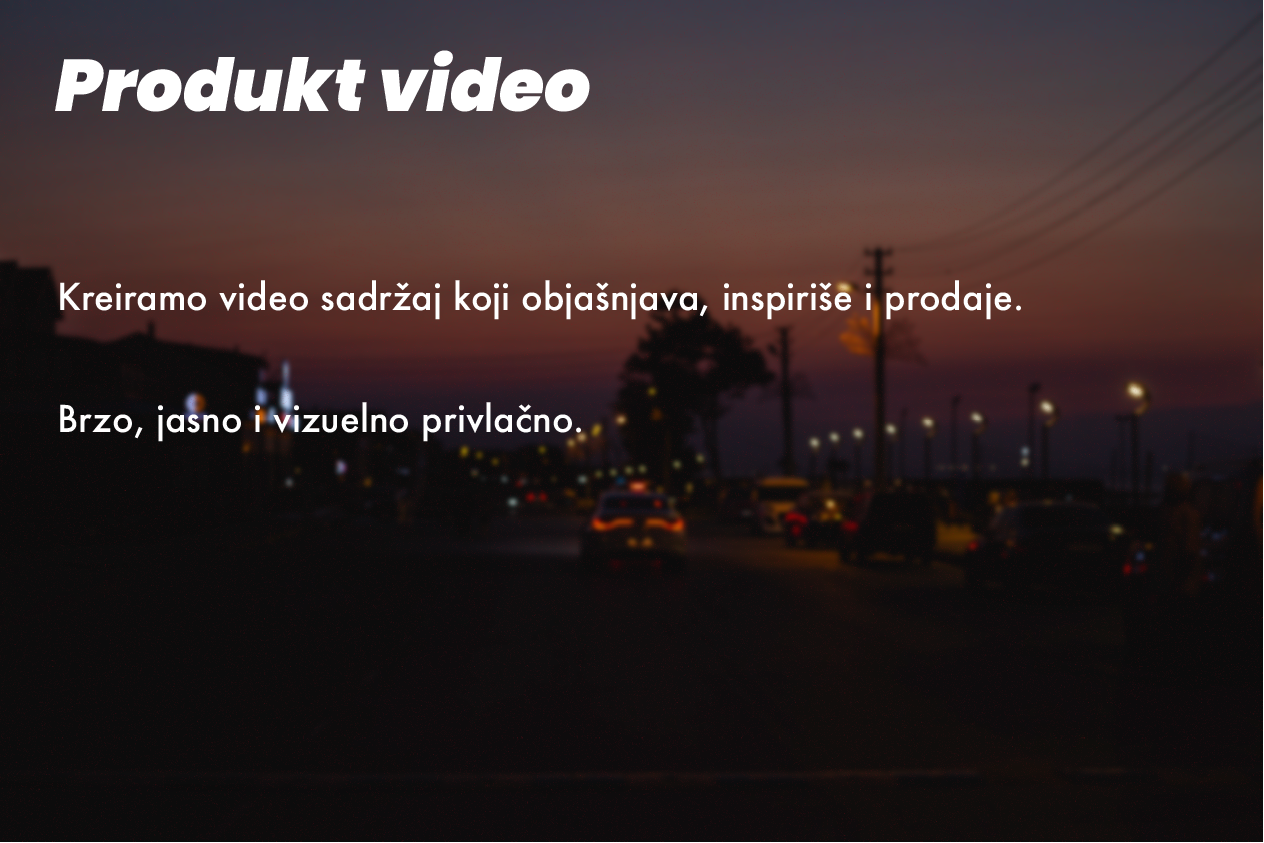 Produkt video
Kreiramo video sadržaj koji objašnjava, inspiriše i prodaje.
Brzo, jasno i vizuelno privlačno.